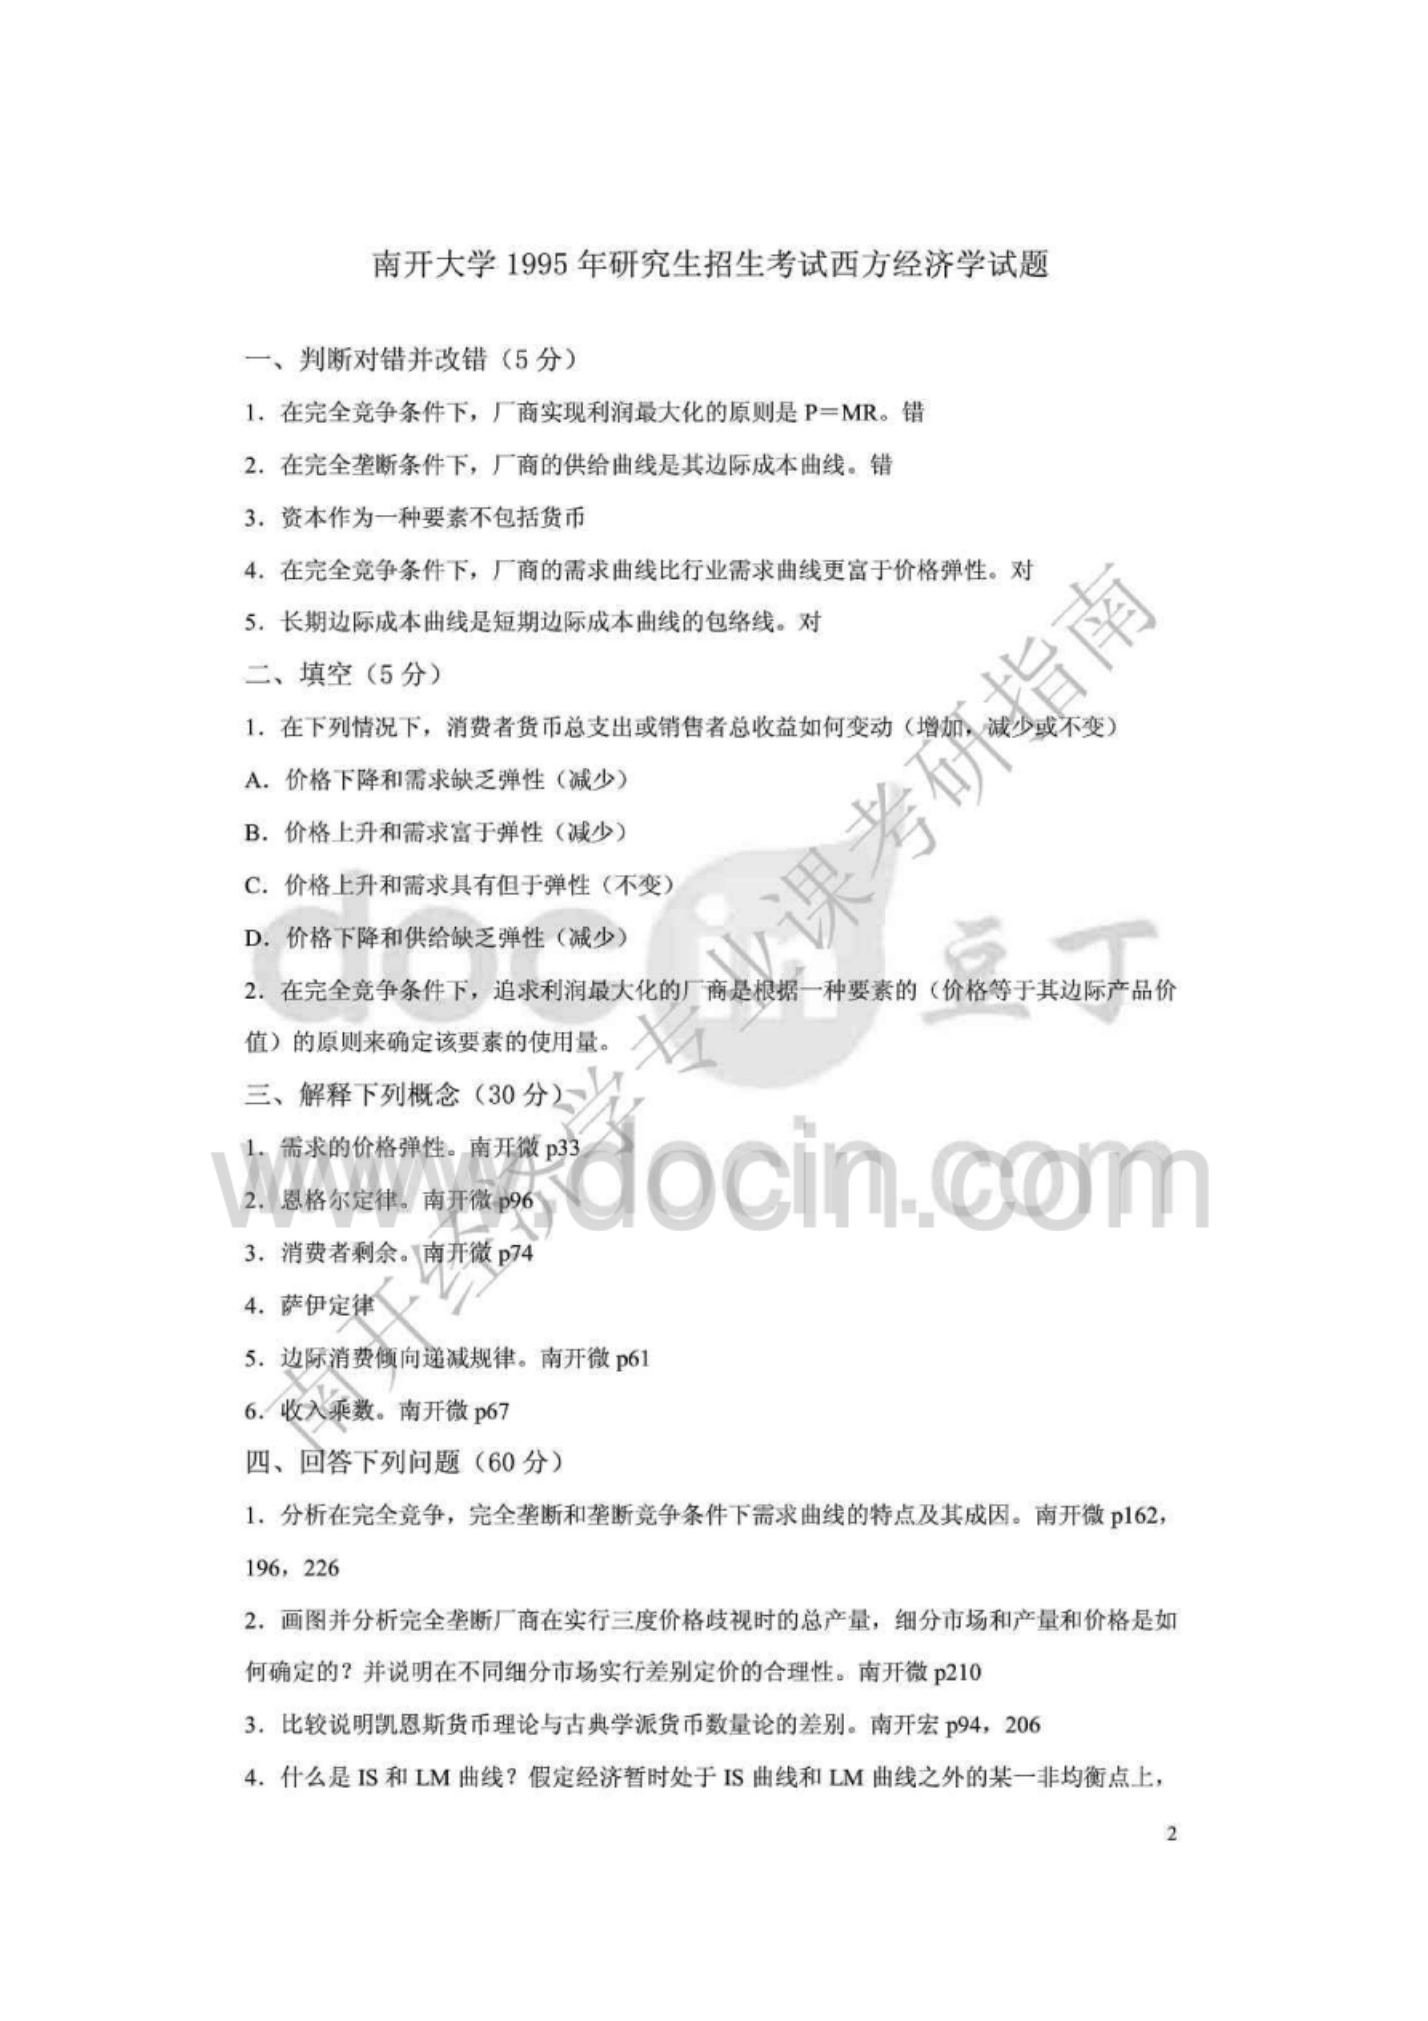 南开大学 1995 年研究生招生考试西方经济学试题
一、判断对错并改错（5 分）
1．在完全竞争条件下，厂商实现利润最大化的原则是 P＝MR。错
2．在完全垄断条件下，厂商的供给曲线是其边际成本曲线。错
3．资本作为一种要素不包括货币
4．在完全竞争条件下，厂商的需求曲线比行业需求曲线更富于价格弹性。对
5．长期边际成本曲线是短期边际成本曲线的包络线。对
二、填空（5 分）
1．在下列情况下，消费者货币总支出或销售者总收益如何变动（增加，减少或不变）
A．价格下降和需求缺乏弹性（减少）
B．价格上升和需求富于弹性（减少）
C．价格上升和需求具有但于弹性（不变）
D．价格下降和供给缺乏弹性（减少）
2．在完全竞争条件下，追求利润最大化的厂商是根据一种要素的（价格等于其边际产品价
值）的原则来确定该要素的使用量。
三、解释下列概念（30 分）
1．需求的价格弹性。南开微 p33
2．恩格尔定律。南开微 p96
3．消费者剩余。南开微 p74
4．萨伊定律
5．边际消费倾向递减规律。南开微 p61
6．收入乘数。南开微 p67
四、回答下列问题（60 分）
1．分析在完全竞争，完全垄断和垄断竞争条件下需求曲线的特点及其成因。南开微 p162，
196，226
2．画图并分析完全垄断厂商在实行三度价格歧视时的总产量，细分市场和产量和价格是如
何确定的？并说明在不同细分市场实行差别定价的合理性。南开微 p210
3．比较说明凯恩斯货币理论与古典学派货币数量论的差别。南开宏 p94，206
4．什么是 IS 和 LM 曲线？假定经济暂时处于 IS 曲线和 LM 曲线之外的某一非均衡点上，
2
南开经济学专业课考研指南
docin 豆丁
www.docin.com